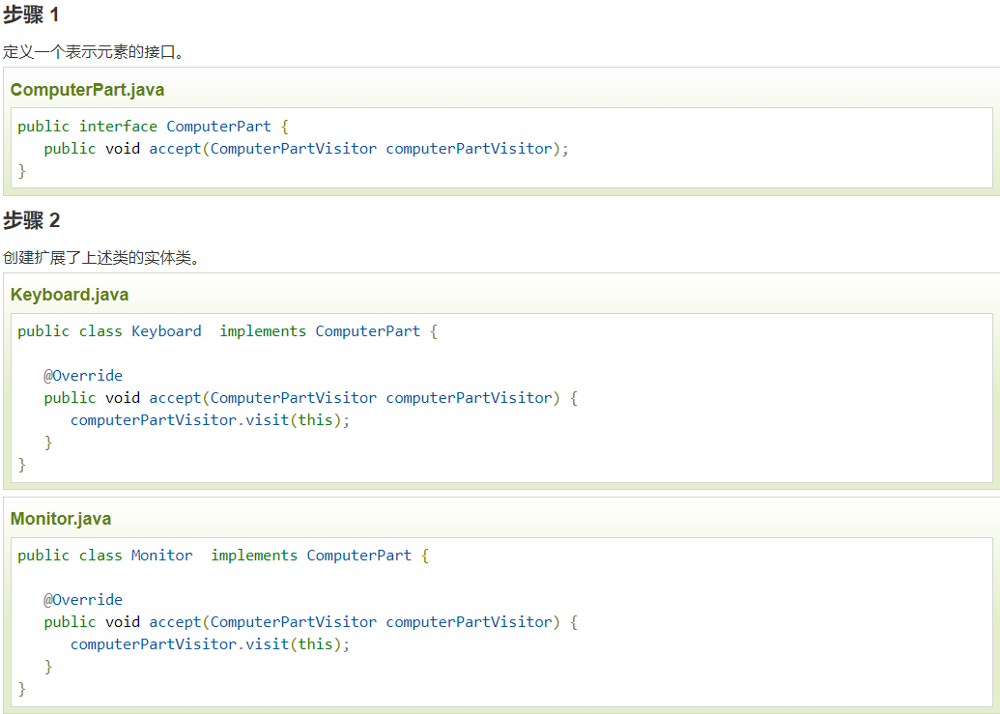 步骤 1
定义一个表示元素的接口。
ComputerPart.java
public interface ComputerPart {
   public void accept(ComputerPartVisitor computerPartVisitor);
}
步骤 2
创建扩展了上述类的实体类。
Keyboard.java
public class Keyboard  implements ComputerPart {
   @Override
   public void accept(ComputerPartVisitor computerPartVisitor) {
      computerPartVisitor.visit(this);
   }
}
Monitor.java
public class Monitor  implements ComputerPart {
   @Override
   public void accept(ComputerPartVisitor computerPartVisitor) {
      computerPartVisitor.visit(this);
   }
}